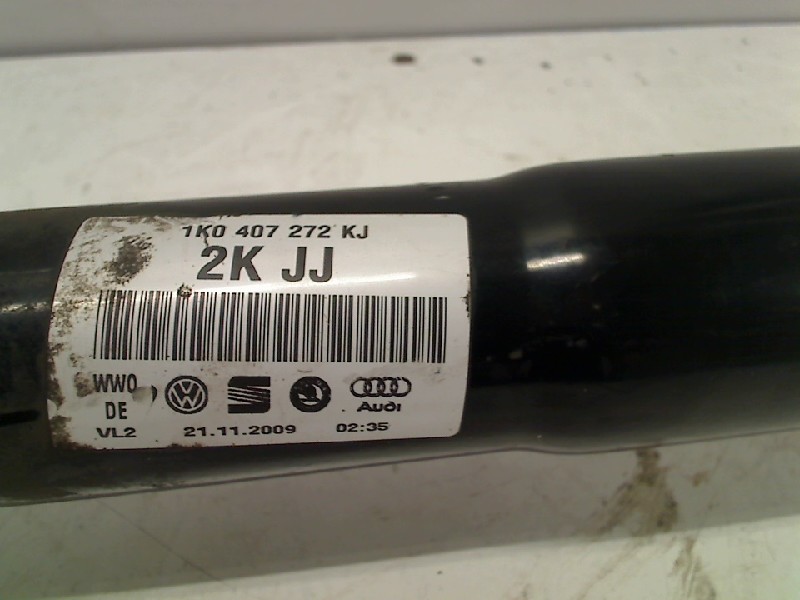 1K0 407 272 KJ
2K JJ
WWO
DE
Audi
VL2 21.11.2009 02:35